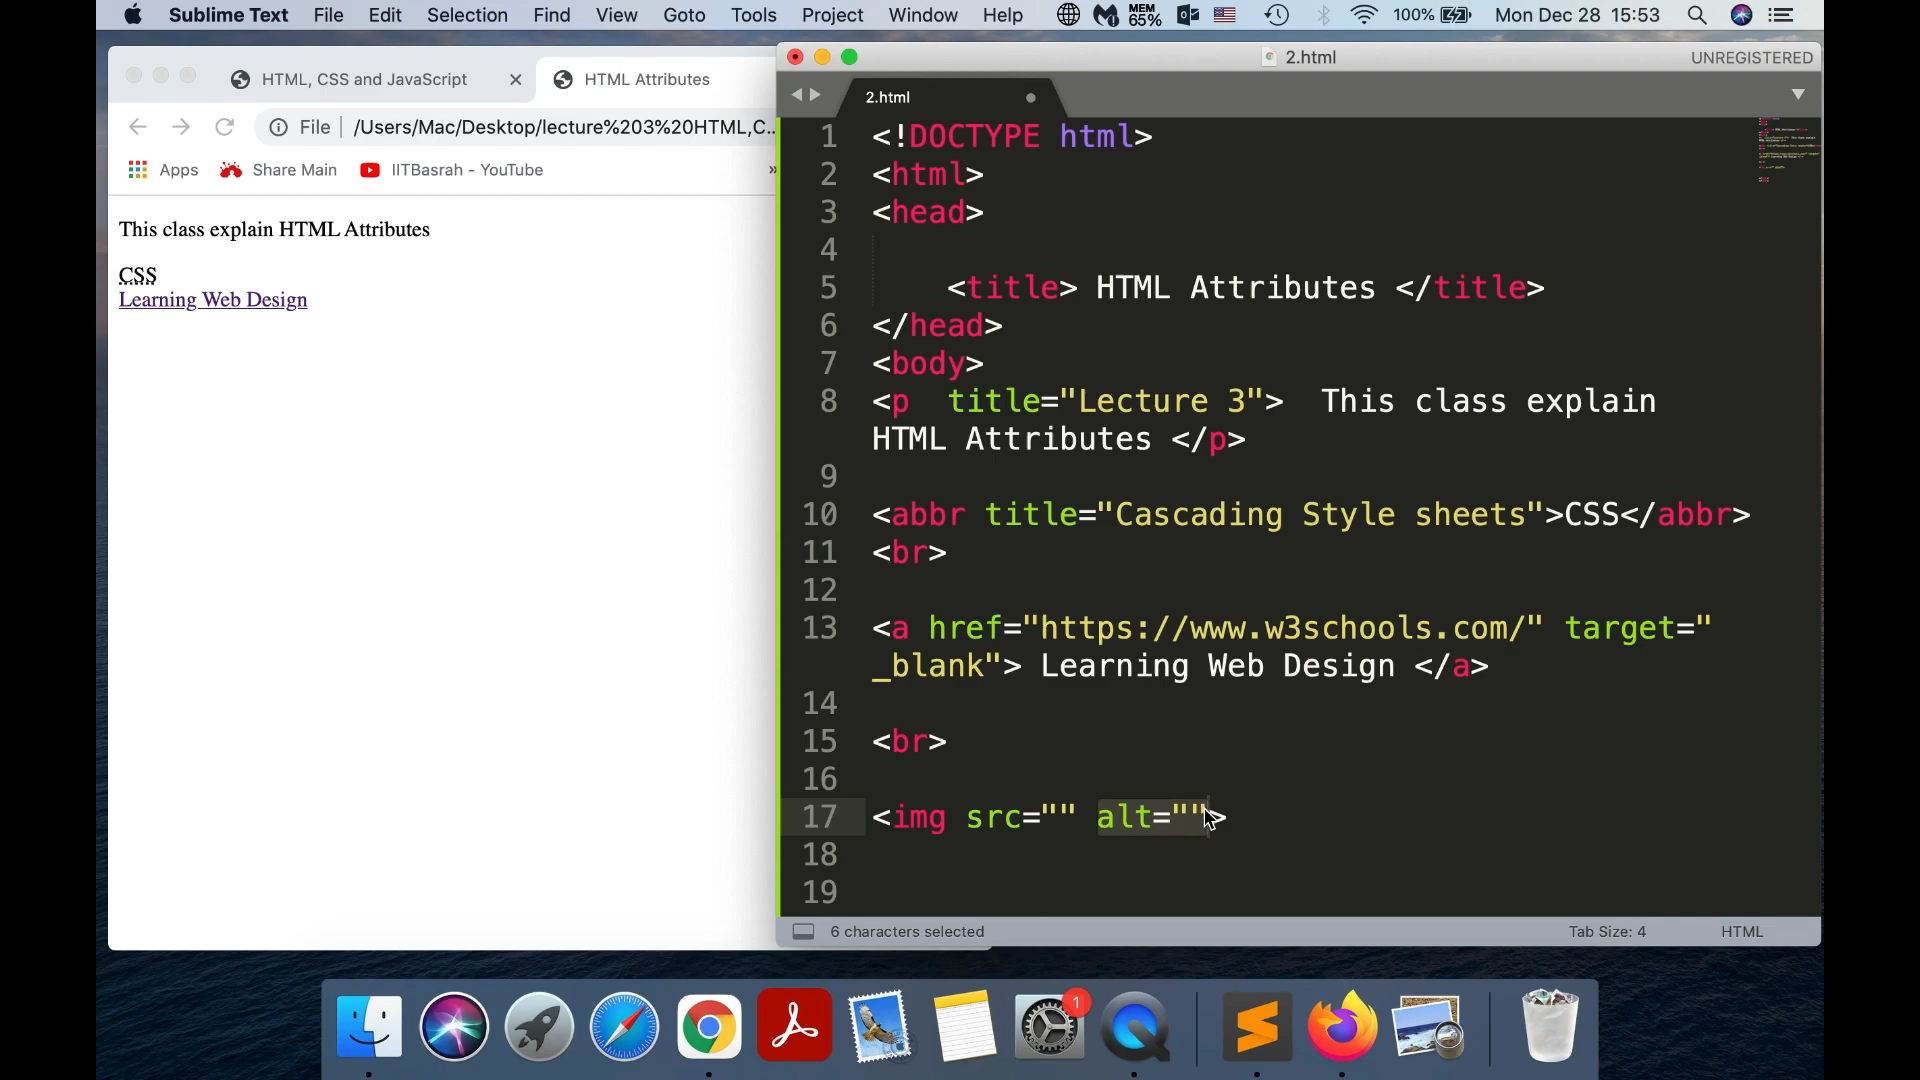 Sublime Text File Edit Selection Find View Goto Tools Project Window Help MEM 65% 100% Mon Dec 28 15:53
HTML, CSS and JavaScript
HTML Attributes
File /Users/Mac/Desktop/lecture%203%20HTML,C...
Apps Share Main IITBasrah - YouTube »
This class explain HTML Attributes
CSS
Learning Web Design
2.html
UNREGISTERED
2.html
1 <!DOCTYPE html>
2 <html>
3 <head>
4
5 <title> HTML Attributes </title>
6 </head>
7 <body>
8 <p title="Lecture 3"> This class explain
HTML Attributes </p>
9
10 <abbr title="Cascading Style sheets">CSS</abbr>
11 <br>
12
13 <a href="https://www.w3schools.com/" target="
_blank"> Learning Web Design </a>
14
15 <br>
16
17 <img src="" alt="">
18
19
6 characters selected
Tab Size: 4
HTML
1